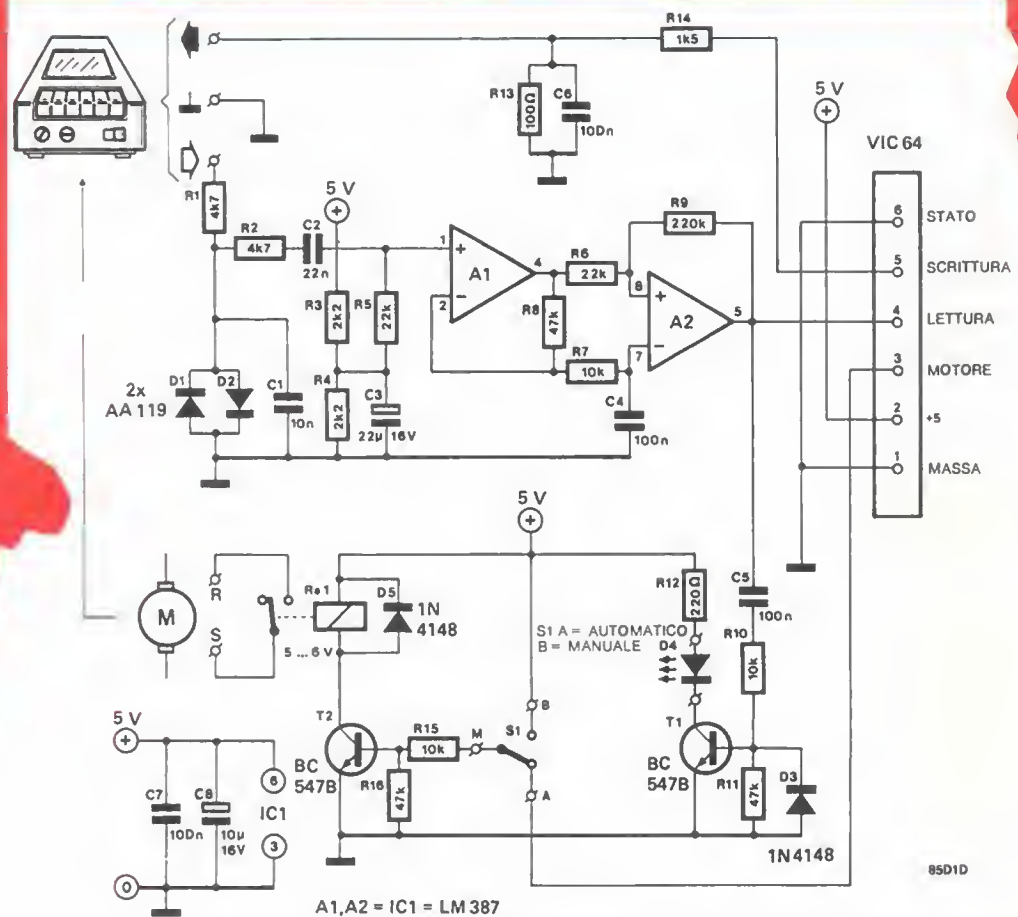 R14
1k5
R13
100Ω
C6
10Dn
5 V
+
VIC 64
6
STATO
5
SCRITTURA
4
LETTURA
3
MOTORE
2
+5
1
MASSA
R1
4k7
R2
4k7
C2
22n
5 V
+
R3
2k2
R5
22k
R4
2k2
C3
22µ 16V
1
+
2
−
A1
4
R6
22k
R8
47k
R7
10k
R9
220k
8
+
7
−
A2
5
C4
100n
2x
AA 119
D1
D2
C1
10n
M
R
S
Re1
5 ... 6 V
D5
1N
4148
5 V
+
R12
220Ω
C5
100n
S1 A = AUTOMATICO
B = MANUALE
D4
R10
10k
B
S1
M
A
T2
BC
547B
R15
10k
R16
47k
T1
BC
547B
R11
47k
D3
1N4148
5 V
+
C7
10Dn
C8
10µ
16V
6
IC1
3
0
A1,A2 = IC1 = LM 387
85D1D